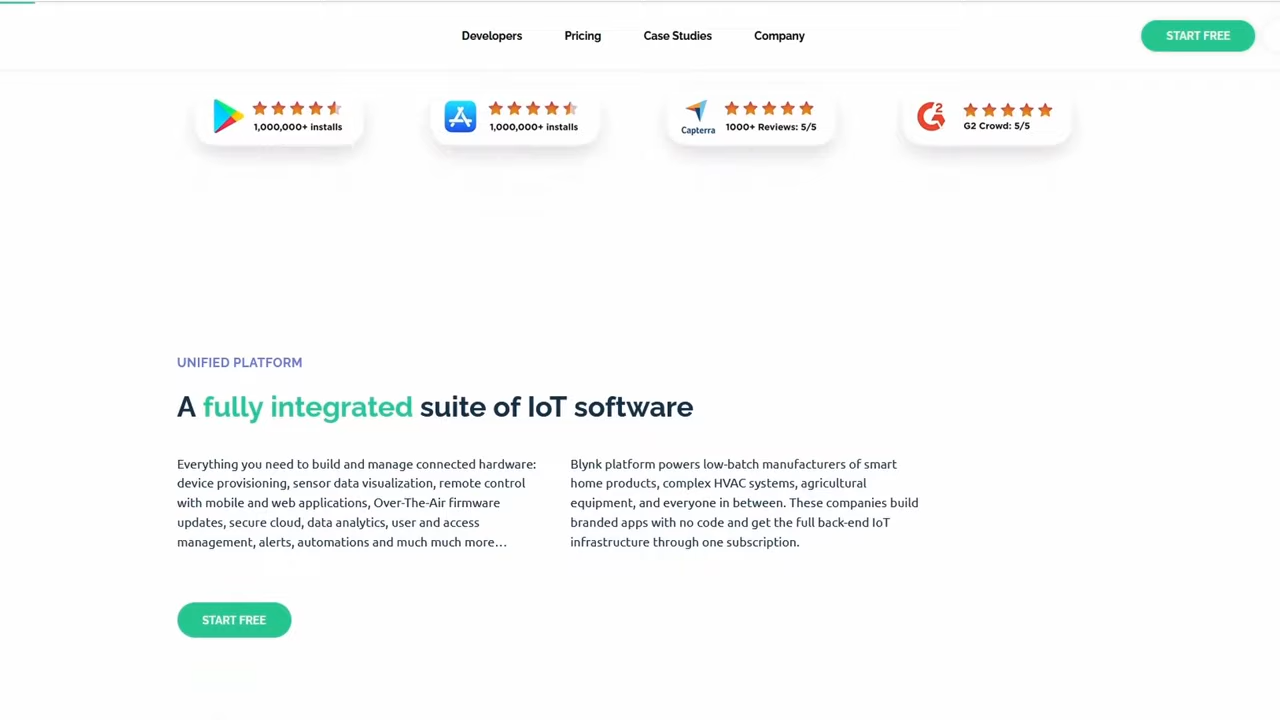 Developers
Pricing
Case Studies
Company
START FREE
1,000,000+ installs
1,000,000+ installs
Capterra
1000+ Reviews: 5/5
G2
G2 Crowd: 5/5
UNIFIED PLATFORM
A fully integrated suite of IoT software
Everything you need to build and manage connected hardware:
device provisioning, sensor data visualization, remote control
with mobile and web applications, Over-The-Air firmware
updates, secure cloud, data analytics, user and access
management, alerts, automations and much much more…
Blynk platform powers low-batch manufacturers of smart
home products, complex HVAC systems, agricultural
equipment, and everyone in between. These companies build
branded apps with no code and get the full back-end IoT
infrastructure through one subscription.
START FREE